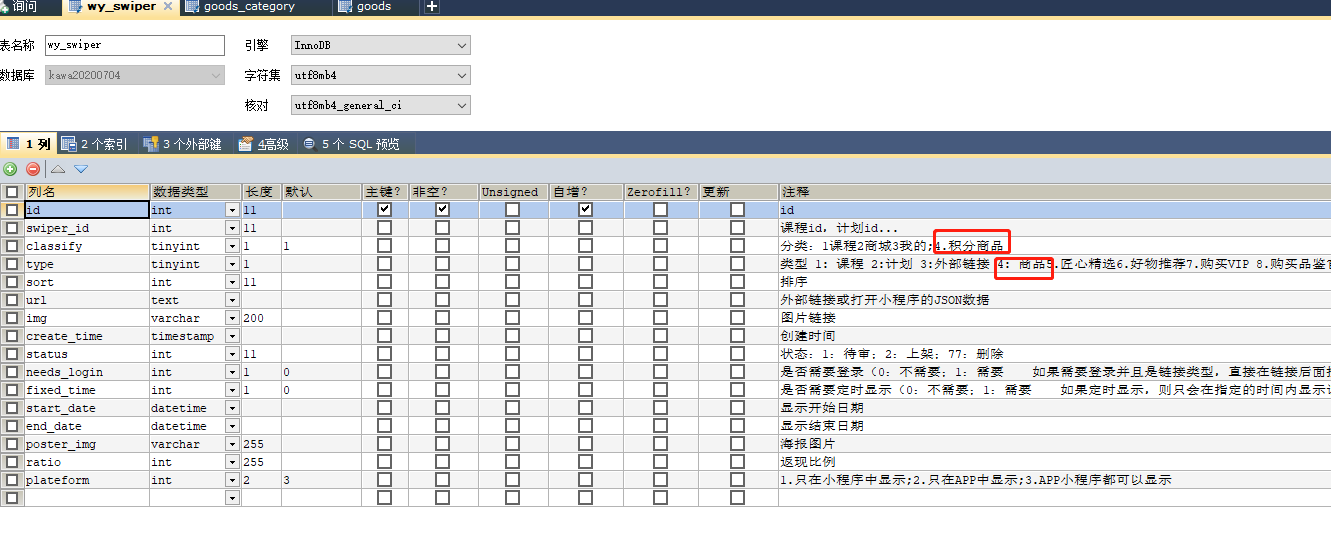 询问 wy_swiper goods_category goods
表名称 wy_swiper 引擎 InnoDB
数据库 kawa20200704 字符集 utf8mb4
核对 utf8mb4_general_ci
1 列 2 个索引 3 个外部键 4高级 5 个 SQL 预览
列名 数据类型 长度 默认 主键? 非空? Unsigned 自增? Zerofill? 更新 注释
id int 11 id
swiper_id int 11 课程id, 计划id...
classify tinyint 1 1 分类: 1课程2商城3我的;4.积分商品
type tinyint 1 类型 1: 课程 2:计划 3:外部链接 4: 商品5.匠心精选6.好物推荐7.购买VIP 8.购买品鉴
sort int 11 排序
url text 外部链接或打开小程序的JSON数据
img varchar 200 图片链接
create_time timestamp 创建时间
status int 11 状态: 1: 待审; 2: 上架; 77: 删除
needs_login int 1 0 是否需要登录(0: 不需要; 1: 需要 如果需要登录并且是链接类型, 直接在链接后面
fixed_time int 1 0 是否需要定时显示(0: 不需要; 1: 需要 如果定时显示, 则只会在指定的时间内显示
start_date datetime 显示开始日期
end_date datetime 显示结束日期
poster_img varchar 255 海报图片
ratio int 255 返现比例
plateform int 2 3 1.只在小程序中显示;2.只在APP中显示;3.APP小程序都可以显示